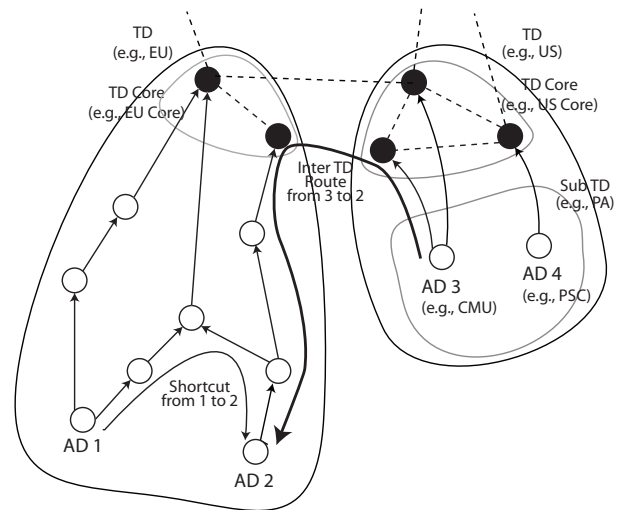 TD
(e.g., EU)
TD Core
(e.g., EU Core)
TD
(e.g., US)
TD Core
(e.g., US Core)
Inter TD
Route
from 3 to 2
Sub TD
(e.g., PA)
AD 3
(e.g., CMU)
AD 4
(e.g., PSC)
Shortcut
from 1 to 2
AD 1
AD 2